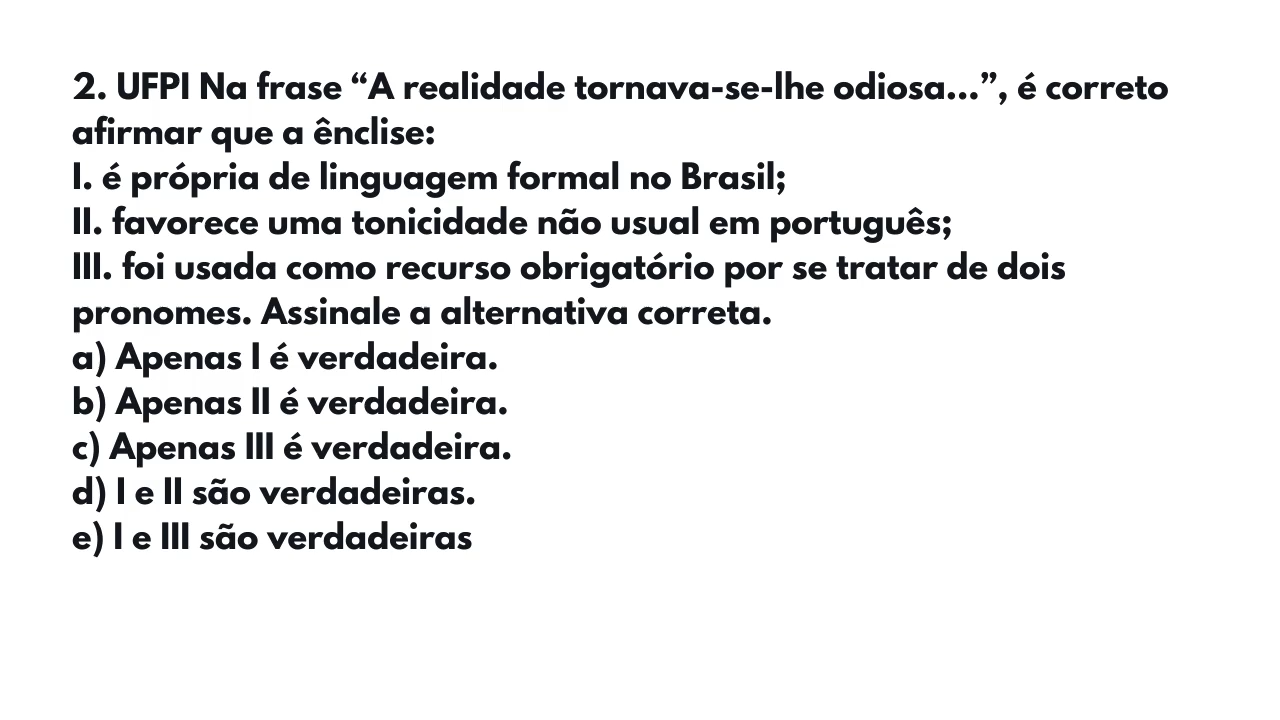 2. UFPI Na frase “A realidade tornava-se-lhe odiosa...”, é correto
afirmar que a ênclise:
I. é própria de linguagem formal no Brasil;
II. favorece uma tonicidade não usual em português;
III. foi usada como recurso obrigatório por se tratar de dois
pronomes. Assinale a alternativa correta.
a) Apenas I é verdadeira.
b) Apenas II é verdadeira.
c) Apenas III é verdadeira.
d) I e II são verdadeiras.
e) I e III são verdadeiras